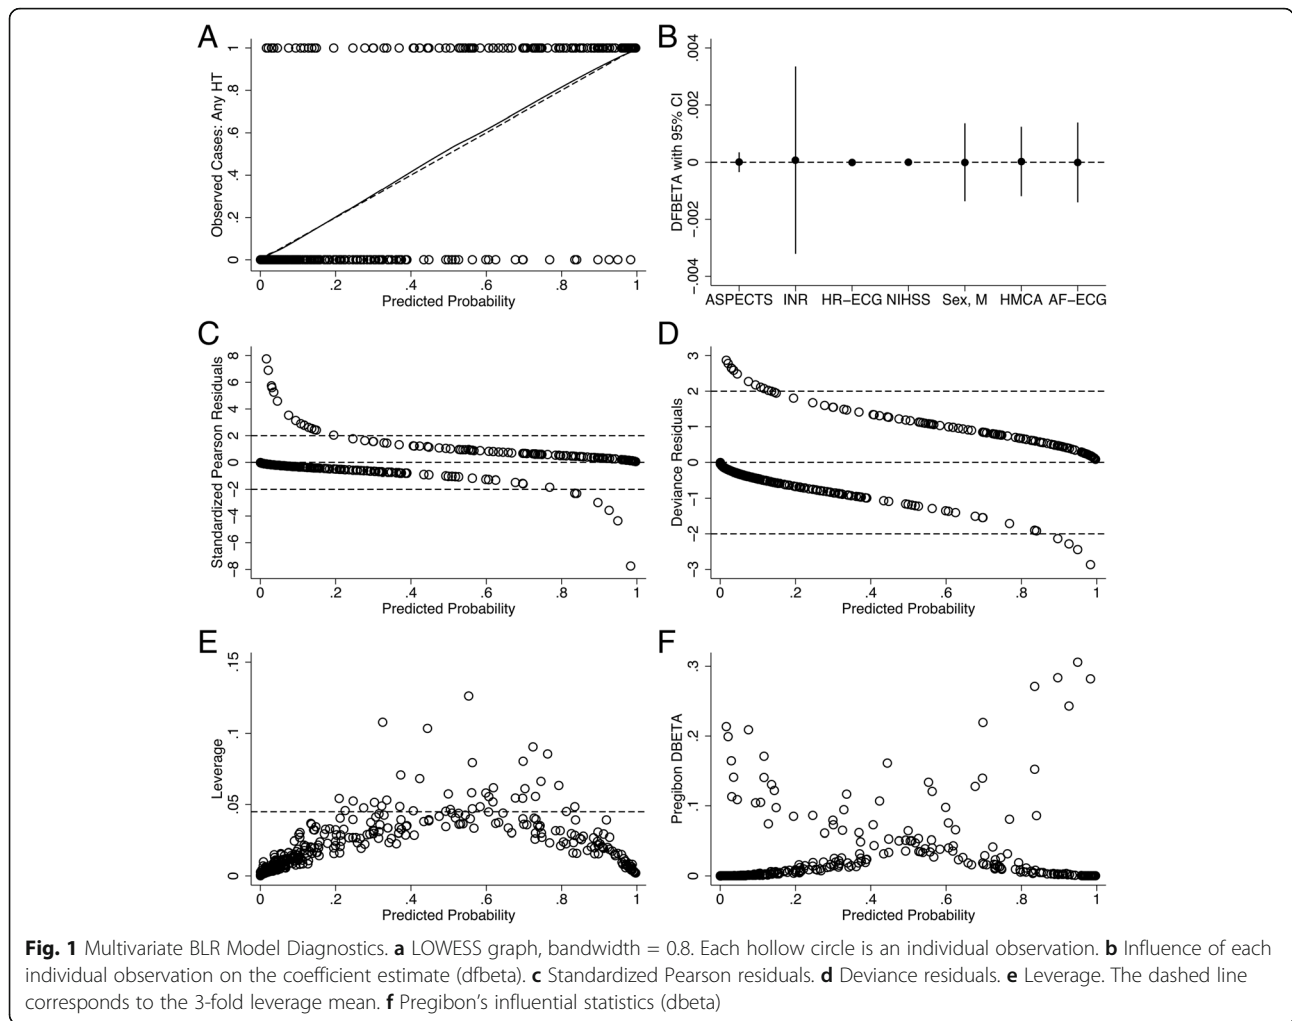 A
Observed Cases: Any HT
1
.8
.6
.4
.2
0
0 .2 .4 .6 .8 1
Predicted Probability
B
DFBETA with 95% CI
.004
.002
0
-.002
-.004
ASPECTS INR HR-ECG NIHSS Sex, M HMCA AF-ECG
C
Standardized Pearson Residuals
8
6
4
2
0
-2
-4
-6
-8
0 .2 .4 .6 .8 1
Predicted Probability
D
Deviance Residuals
3
2
1
0
-1
-2
-3
0 .2 .4 .6 .8 1
Predicted Probability
E
Leverage
.15
.1
.05
0
0 .2 .4 .6 .8 1
Predicted Probability
F
Pregibon DBETA
.3
.2
.1
0
0 .2 .4 .6 .8 1
Predicted Probability
Fig. 1 Multivariate BLR Model Diagnostics. a LOWESS graph, bandwidth = 0.8. Each hollow circle is an individual observation. b Influence of each
individual observation on the coefficient estimate (dfbeta). c Standardized Pearson residuals. d Deviance residuals. e Leverage. The dashed line
corresponds to the 3-fold leverage mean. f Pregibon's influential statistics (dbeta)